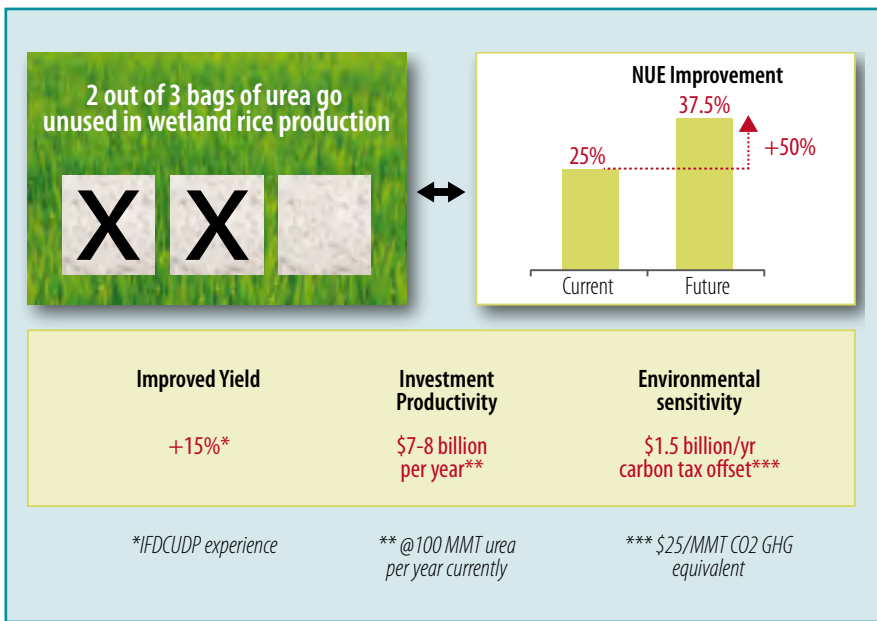 2 out of 3 bags of urea go
unused in wetland rice production
X X
NUE Improvement
37.5%
25%
+50%
Current Future
Improved Yield
+15%*
Investment
Productivity
$7-8 billion
per year**
Environmental
sensitivity
$1.5 billion/yr
carbon tax offset***
*IFDCUDP experience
** @100 MMT urea
per year currently
*** $25/MMT CO2 GHG
equivalent